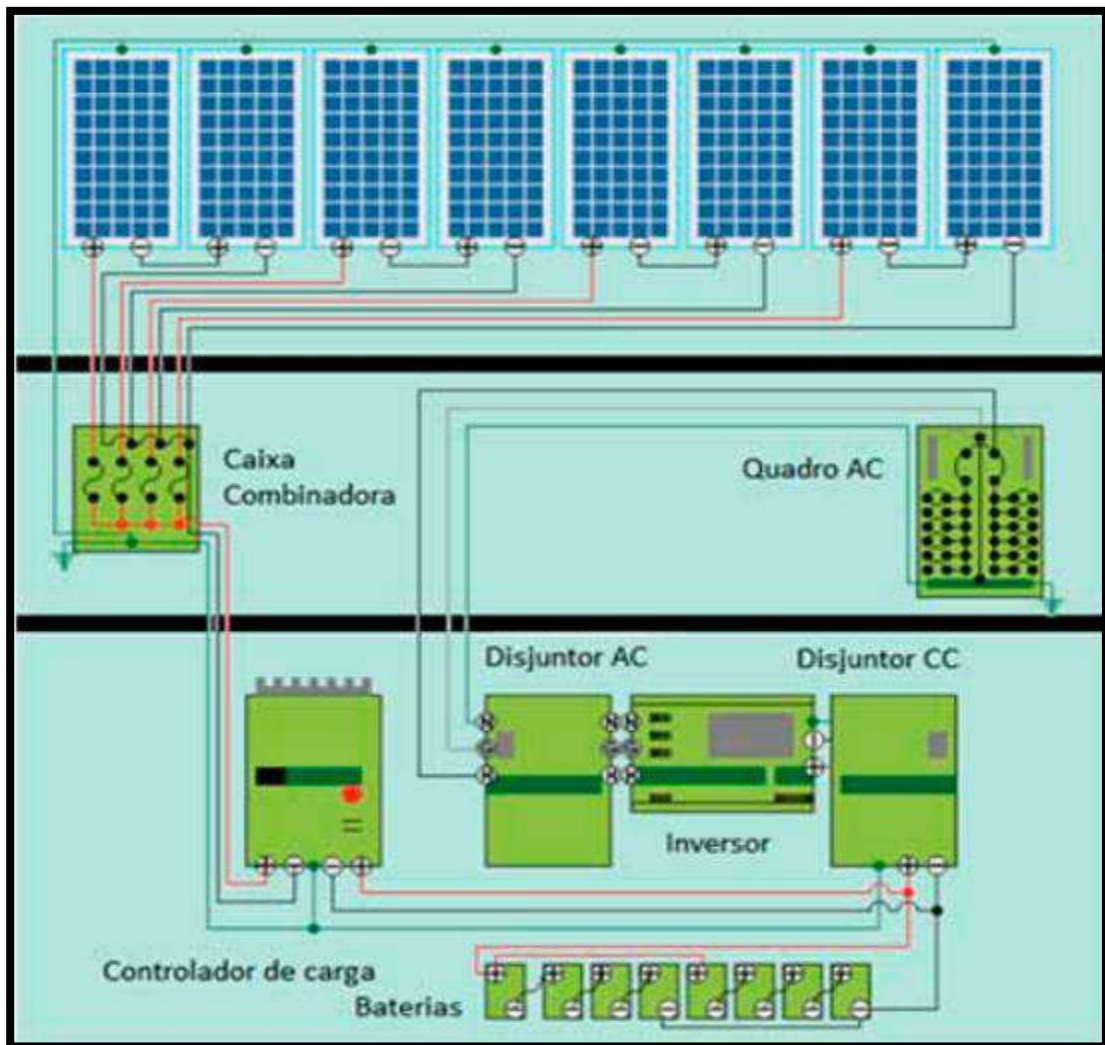 Caixa
Combinadora
Quadro AC
Disjuntor AC
Disjuntor CC
Inversor
Controlador de carga
Baterias